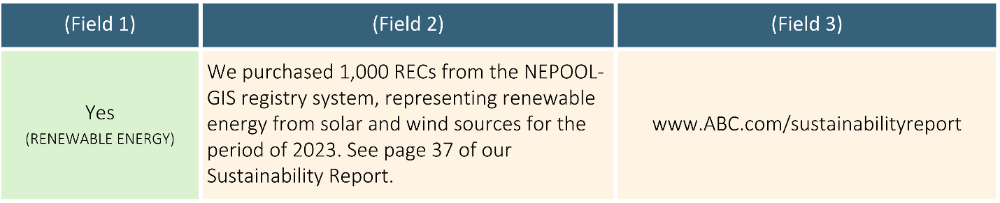 (Field 1)
(Field 2)
(Field 3)
Yes
(RENEWABLE ENERGY)
We purchased 1,000 RECs from the NEPOOL-
GIS registry system, representing renewable
energy from solar and wind sources for the
period of 2023. See page 37 of our
Sustainability Report.
www.ABC.com/sustainabilityreport